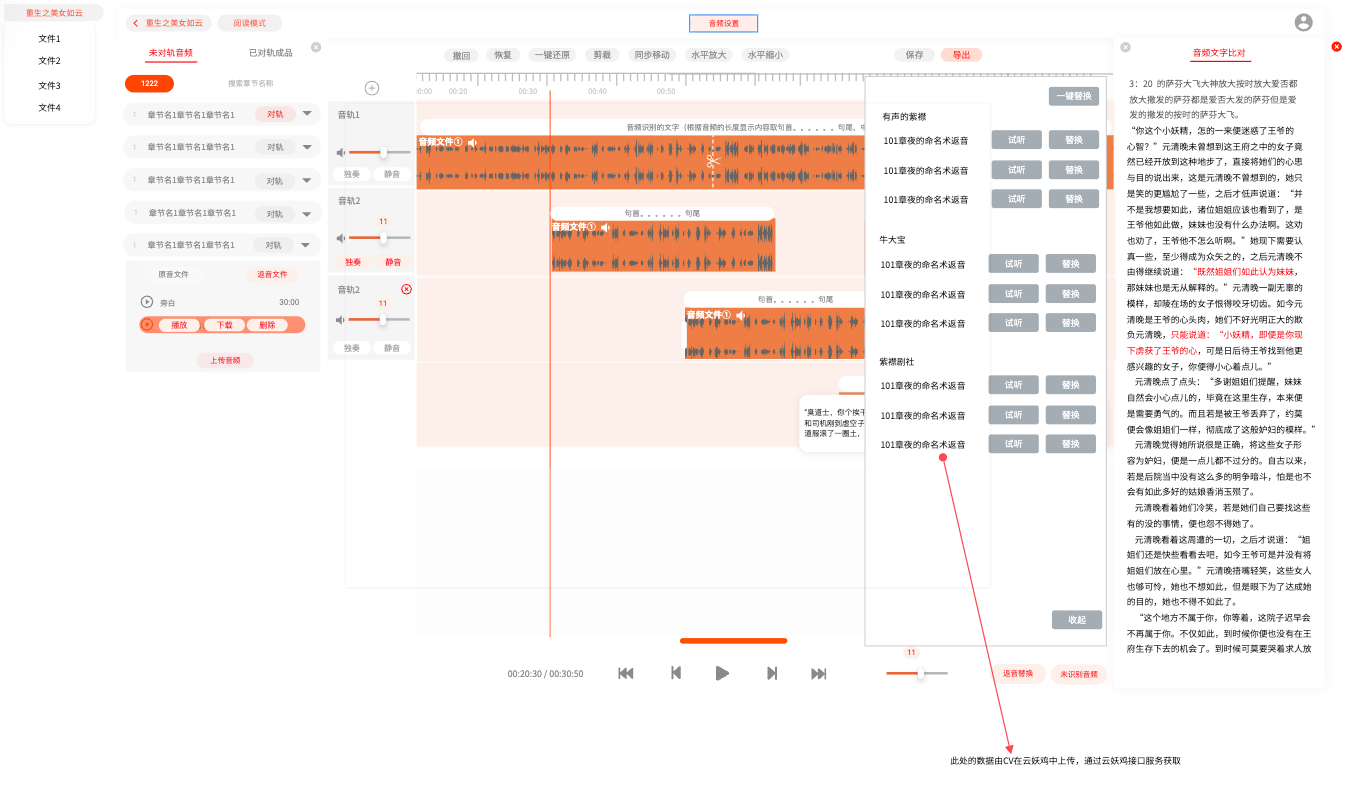 重生之美女如云
文件1
文件2
文件3
文件4
重生之美女如云
阅读模式
音频设置
未对轨音频
已对轨成品
1222
搜索章节名称
1 章节名1章节名1章节名1 对轨
1 章节名1章节名1章节名1 对轨
1 章节名1章节名1章节名1 对轨
1 章节名1章节名1章节名1 对轨
1 章节名1章节名1章节名1 对轨
原音文件
返音文件
旁白
30:00
播放
下载
删除
上传音频
撤回
恢复
一键还原
剪裁
同步移动
水平放大
水平缩小
保存
导出
00:00
00:20
00:30
00:40
00:50
音轨1
独奏
静音
音轨2
11
独奏
静音
音轨2
11
独奏
静音
音频识别的文字（根据音频的长度显示内容取句首。。。。。。句尾、中
音频文件①
句首。。。。。。句尾
音频文件①
句首。。。。。。句尾
音频文件①
“臭道士，你个挨千
和司机刚到虚空子
道服滚了一圈土，
一键替换
有声的紫襟
101章夜的命名术返音 试听 替换
101章夜的命名术返音 试听 替换
101章夜的命名术返音 试听 替换
牛大宝
101章夜的命名术返音 试听 替换
101章夜的命名术返音 试听 替换
101章夜的命名术返音 试听 替换
紫襟剧社
101章夜的命名术返音 试听 替换
101章夜的命名术返音 试听 替换
101章夜的命名术返音 试听 替换
收起
00:20:30 / 00:30:50
11
返音替换
未识别音频
此处的数据由CV在云妖鸡中上传，通过云妖鸡接口服务获取
音频文字比对
3：20 的萨芬大飞大神放大按时放大爱否都
放大撒发的萨芬都是爱否大发的萨芬但是爱
发的撒发的按时的萨芬大飞。
“你这个小妖精，怎的一来便迷惑了王爷的
心智？”元清晚未曾想到这王府之中的女子竟
然已经开放到这种地步了，直接将她们的心思
与目的说出来，这是元清晚不曾想到的，她只
是笑的更尴尬了一些，之后才低声说道：“并
不是我想要如此，诸位姐姐应该也看到了，是
王爷他如此做，妹妹也没有什么办法啊。这劝
也劝了，王爷他不怎么听啊。”她现下需要认
真一些，至少得成为众矢之的，之后元清晚不
由得继续说道：“既然姐姐们如此认为妹妹，
那妹妹也是无从解释的。”元清晚一副无辜的
模样，却陵在场的女子恨得咬牙切齿。如今元
清晚是王爷的心头肉，她们不好光明正大的欺
负元清晚，只能说道：“小妖精，即便是你现
下虏获了王爷的心，可是日后待王爷找到他更
感兴趣的女子，你便得小心着点儿。”
元清晚点了点头：“多谢姐姐们提醒，妹妹
自然会小心点儿的，毕竟在这里生存，本来便
是需要勇气的。而且若是被王爷丢弃了，约莫
便会像姐姐们一样，彻底成了这般妒妇的模样。”
元清晚觉得她所说很是正确，将这些女子形
容为妒妇，便是一点儿都不过分的。自古以来，
若是后院当中没有这么多的明争暗斗，怕是也不
会有如此多好的姑娘香消玉殒了。
元清晚看着她们冷笑，若是她们自己要找这些
有的没的事情，便也怨不得她了。
元清晚看着这周遭的一切，之后才说道：“姐
姐们还是快些看看去吧，如今王爷可是并没有将
姐姐们放在心里。”元清晚捂嘴轻笑，这些女人
也够可怜，她也不想如此，但是眼下为了达成她
的目的，她也不得不如此了。
“这个地方不属于你，你等着，这院子迟早会
不再属于你。不仅如此，到时候你便也没有在王
府生存下去的机会了。到时候可莫要哭着求人放